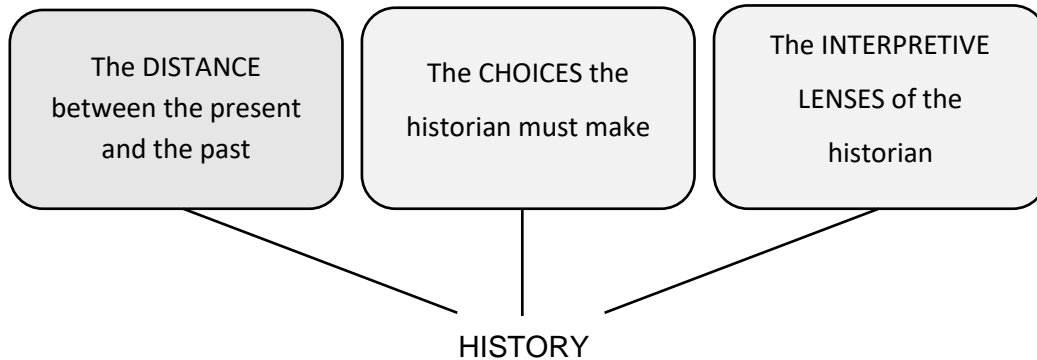 The DISTANCE
between the present
and the past
The CHOICES the
historian must make
The INTERPRETIVE
LENSES of the
historian
HISTORY